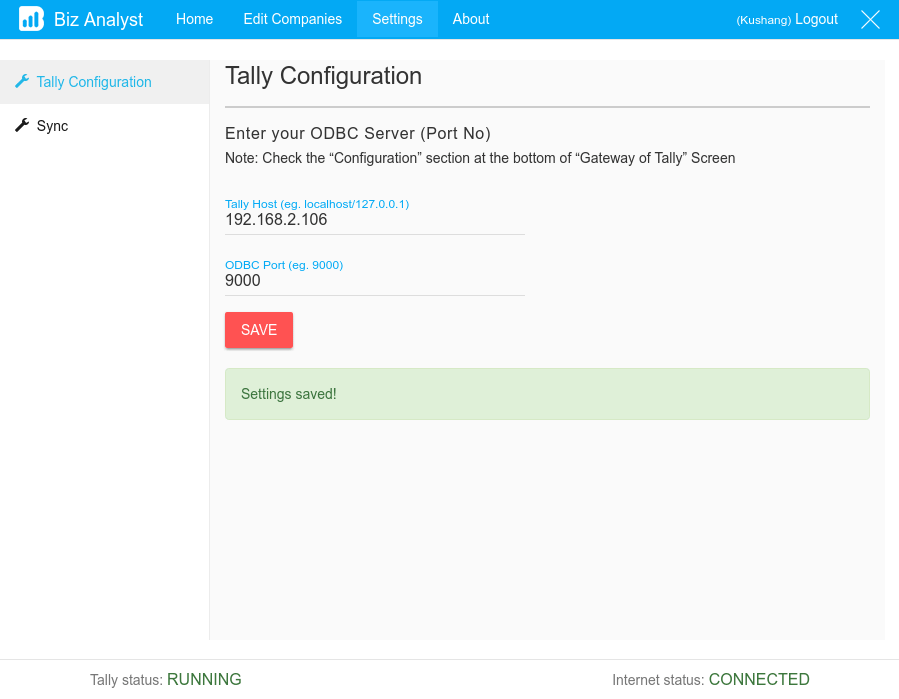 Biz Analyst Home Edit Companies Settings About (Kushang) Logout
Tally Configuration
Sync
Tally Configuration
Enter your ODBC Server (Port No)
Note: Check the “Configuration” section at the bottom of “Gateway of Tally” Screen
Tally Host (eg. localhost/127.0.0.1)
192.168.2.106
ODBC Port (eg. 9000)
9000
SAVE
Settings saved!
Tally status: RUNNING
Internet status: CONNECTED